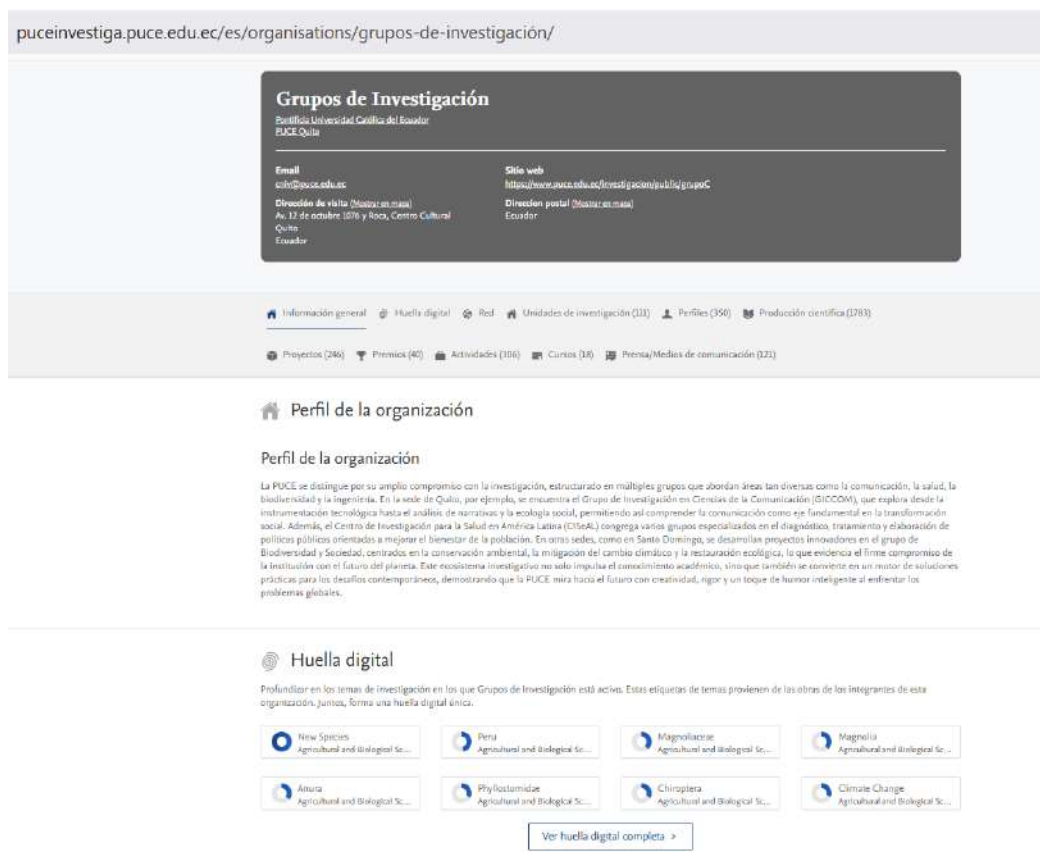 puceinvestiga.puce.edu.ec/es/organisations/grupos-de-investigación/
Grupos de Investigación
Pontificia Universidad Católica del Ecuador
PUCE Quito
Email
Sitio web
https://www.puce.edu.ec/investigacion/public/grupoC
Dirección de visita (Mostrar en mapa)
Av. 12 de octubre 1076 y Roca, Centro Cultural
Quito
Ecuador
Direccion postal (Mostrar en mapa)
Ecuador
Información general
Huella digital
Red
Unidades de investigación (111)
Perfiles (350)
Producción científica (1783)
Proyectos (246)
Premios (40)
Actividades (106)
Cursos (18)
Prensa/Medios de comunicación (121)
Perfil de la organización
Perfil de la organización
La PUCE se distingue por su amplio compromiso con la investigación, estructurado en múltiples grupos que abordan áreas tan diversas como la comunicación, la salud, la
biodiversidad y la ingeniería. En la sede de Quito, por ejemplo, se encuentra el Grupo de Investigación en Ciencias de la Comunicación (GICCOM), que explora desde la
instrumentación tecnológica hasta el análisis de narrativas y la ecología social, permitiendo así comprender la comunicación como eje fundamental en la transformación
social. Además, el Centro de Investigación para la Salud en América Latina (CISeAL) congrega varios grupos especializados en el diagnóstico, tratamiento y elaboración de
políticas públicas orientadas a mejorar el bienestar de la población. En otras sedes, como en Santo Domingo, se desarrollan proyectos innovadores en el grupo de
Biodiversidad y Sociedad, centrados en la conservación ambiental, la mitigación del cambio climático y la restauración ecológica, lo que evidencia el firme compromiso de
la institución con el futuro del planeta. Este ecosistema investigativo no solo impulsa el conocimiento académico, sino que también se convierte en un motor de soluciones
prácticas para los desafíos contemporáneos, demostrando que la PUCE mira hacia el futuro con creatividad, rigor y un toque de humor inteligente al enfrentar los
problemas globales.
Huella digital
Profundizar en los temas de investigación en los que Grupos de Investigación está activo. Estas etiquetas de temas provienen de las obras de los integrantes de esta
organización. Juntos, forma una huella digital única.
New Species
Agricultural and Biological Sc...
Peru
Agricultural and Biological Sc...
Magnoliaceae
Agricultural and Biological Sc...
Magnolia
Agricultural and Biological Sc...
Anura
Agricultural and Biological Sc...
Phyllostomidae
Agricultural and Biological Sc...
Chiroptera
Agricultural and Biological Sc...
Climate Change
Agricultural and Biological Sc...
Ver huella digital completa >